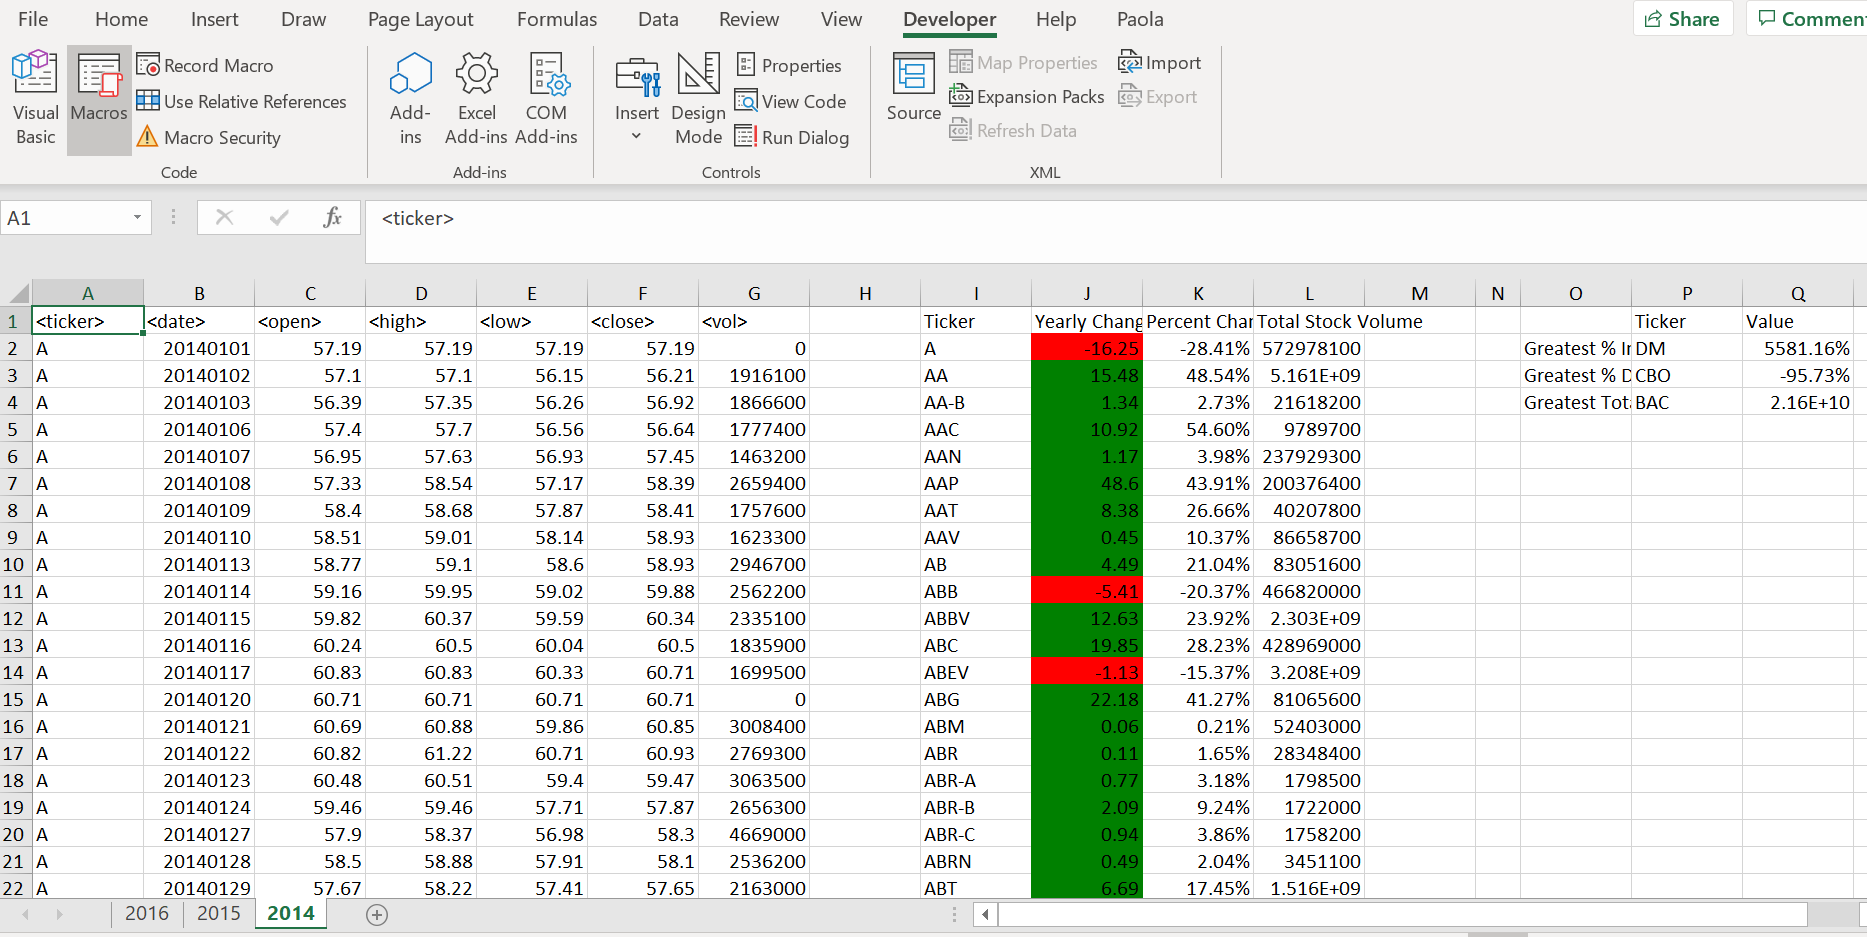 File Home Insert Draw Page Layout Formulas Data Review View Developer Help Paola Share Commen
Visual Basic
Macros
Record Macro
Use Relative References
Macro Security
Code
Add-ins
Excel Add-ins
COM Add-ins
Add-ins
Insert
Design Mode
Properties
View Code
Run Dialog
Controls
Source
Map Properties
Expansion Packs
Refresh Data
Import
Export
XML
A1 fx <ticker>
A B C D E F G H I J K L M N O P Q
1 <ticker> <date> <open> <high> <low> <close> <vol> Ticker Yearly Chang Percent Char Total Stock Volume Ticker Value
2 A 20140101 57.19 57.19 57.19 57.19 0 A -16.25 -28.41% 572978100 Greatest % Ir DM 5581.16%
3 A 20140102 57.1 57.1 56.15 56.21 1916100 AA 15.48 48.54% 5.161E+09 Greatest % D CBO -95.73%
4 A 20140103 56.39 57.35 56.26 56.92 1866600 AA-B 1.34 2.73% 21618200 Greatest Tot BAC 2.16E+10
5 A 20140106 57.4 57.7 56.56 56.64 1777400 AAC 10.92 54.60% 9789700
6 A 20140107 56.95 57.63 56.93 57.45 1463200 AAN 1.17 3.98% 237929300
7 A 20140108 57.33 58.54 57.17 58.39 2659400 AAP 48.6 43.91% 200376400
8 A 20140109 58.4 58.68 57.87 58.41 1757600 AAT 8.38 26.66% 40207800
9 A 20140110 58.51 59.01 58.14 58.93 1623300 AAV 0.45 10.37% 86658700
10 A 20140113 58.77 59.1 58.6 58.93 2946700 AB 4.49 21.04% 83051600
11 A 20140114 59.16 59.95 59.02 59.88 2562200 ABB -5.41 -20.37% 466820000
12 A 20140115 59.82 60.37 59.59 60.34 2335100 ABBV 12.63 23.92% 2.303E+09
13 A 20140116 60.24 60.5 60.04 60.5 1835900 ABC 19.85 28.23% 428969000
14 A 20140117 60.83 60.83 60.33 60.71 1699500 ABEV -1.13 -15.37% 3.208E+09
15 A 20140120 60.71 60.71 60.71 60.71 0 ABG 22.18 41.27% 81065600
16 A 20140121 60.69 60.88 59.86 60.85 3008400 ABM 0.06 0.21% 52403000
17 A 20140122 60.82 61.22 60.71 60.93 2769300 ABR 0.11 1.65% 28348400
18 A 20140123 60.48 60.51 59.4 59.47 3063500 ABR-A 0.77 3.18% 1798500
19 A 20140124 59.46 59.46 57.71 57.87 2656300 ABR-B 2.09 9.24% 1722000
20 A 20140127 57.9 58.37 56.98 58.3 4669000 ABR-C 0.94 3.86% 1758200
21 A 20140128 58.5 58.88 57.91 58.1 2536200 ABRN 0.49 2.04% 3451100
22 A 20140129 57.67 58.22 57.41 57.65 2163000 ABT 6.69 17.45% 1.516E+09
2016 2015 2014